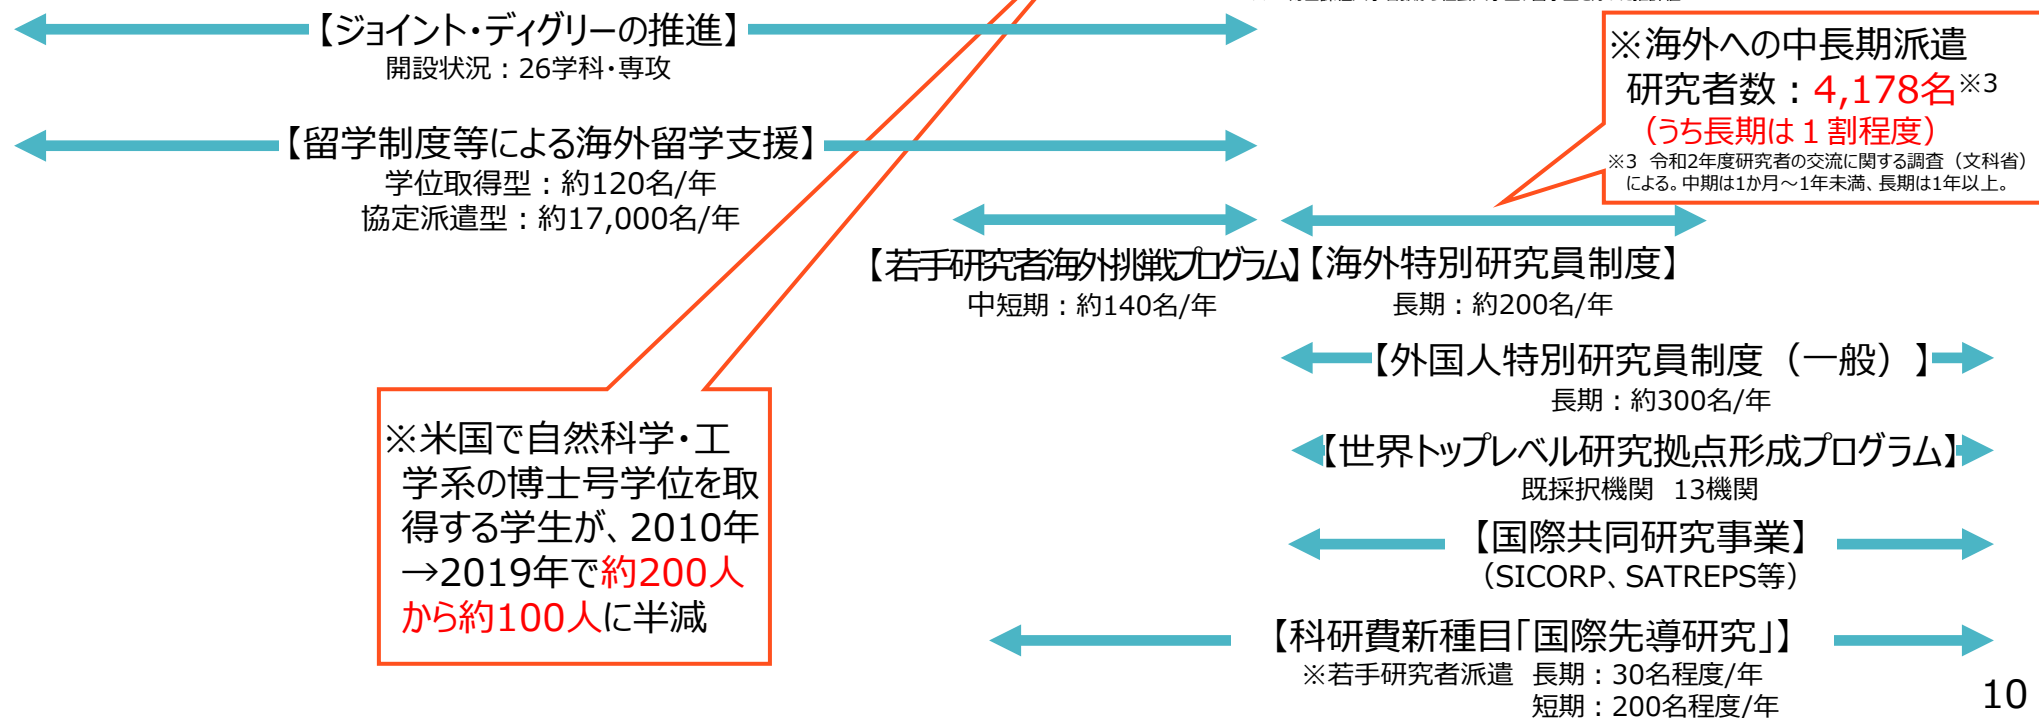 【ジョイント・ディグリーの推進】
開設状況：26学科・専攻
※海外への中長期派遣
研究者数：4,178名※3
（うち長期は１割程度）
※3 令和2年度研究者の交流に関する調査（文科省）
による。中期は1か月～1年未満、長期は1年以上。
【留学制度等による海外留学支援】
学位取得型：約120名/年
協定派遣型：約17,000名/年
【若手研究者海外挑戦プログラム】
中短期：約140名/年
【海外特別研究員制度】
長期：約200名/年
【外国人特別研究員制度（一般）】
長期：約300名/年
※米国で自然科学・工
学系の博士号学位を取
得する学生が、2010年
→2019年で約200人
から約100人に半減
【世界トップレベル研究拠点形成プログラム】
既採択機関 13機関
【国際共同研究事業】
（SICORP、SATREPS等）
【科研費新種目「国際先導研究」】
※若手研究者派遣 長期：30名程度/年
短期：200名程度/年
10